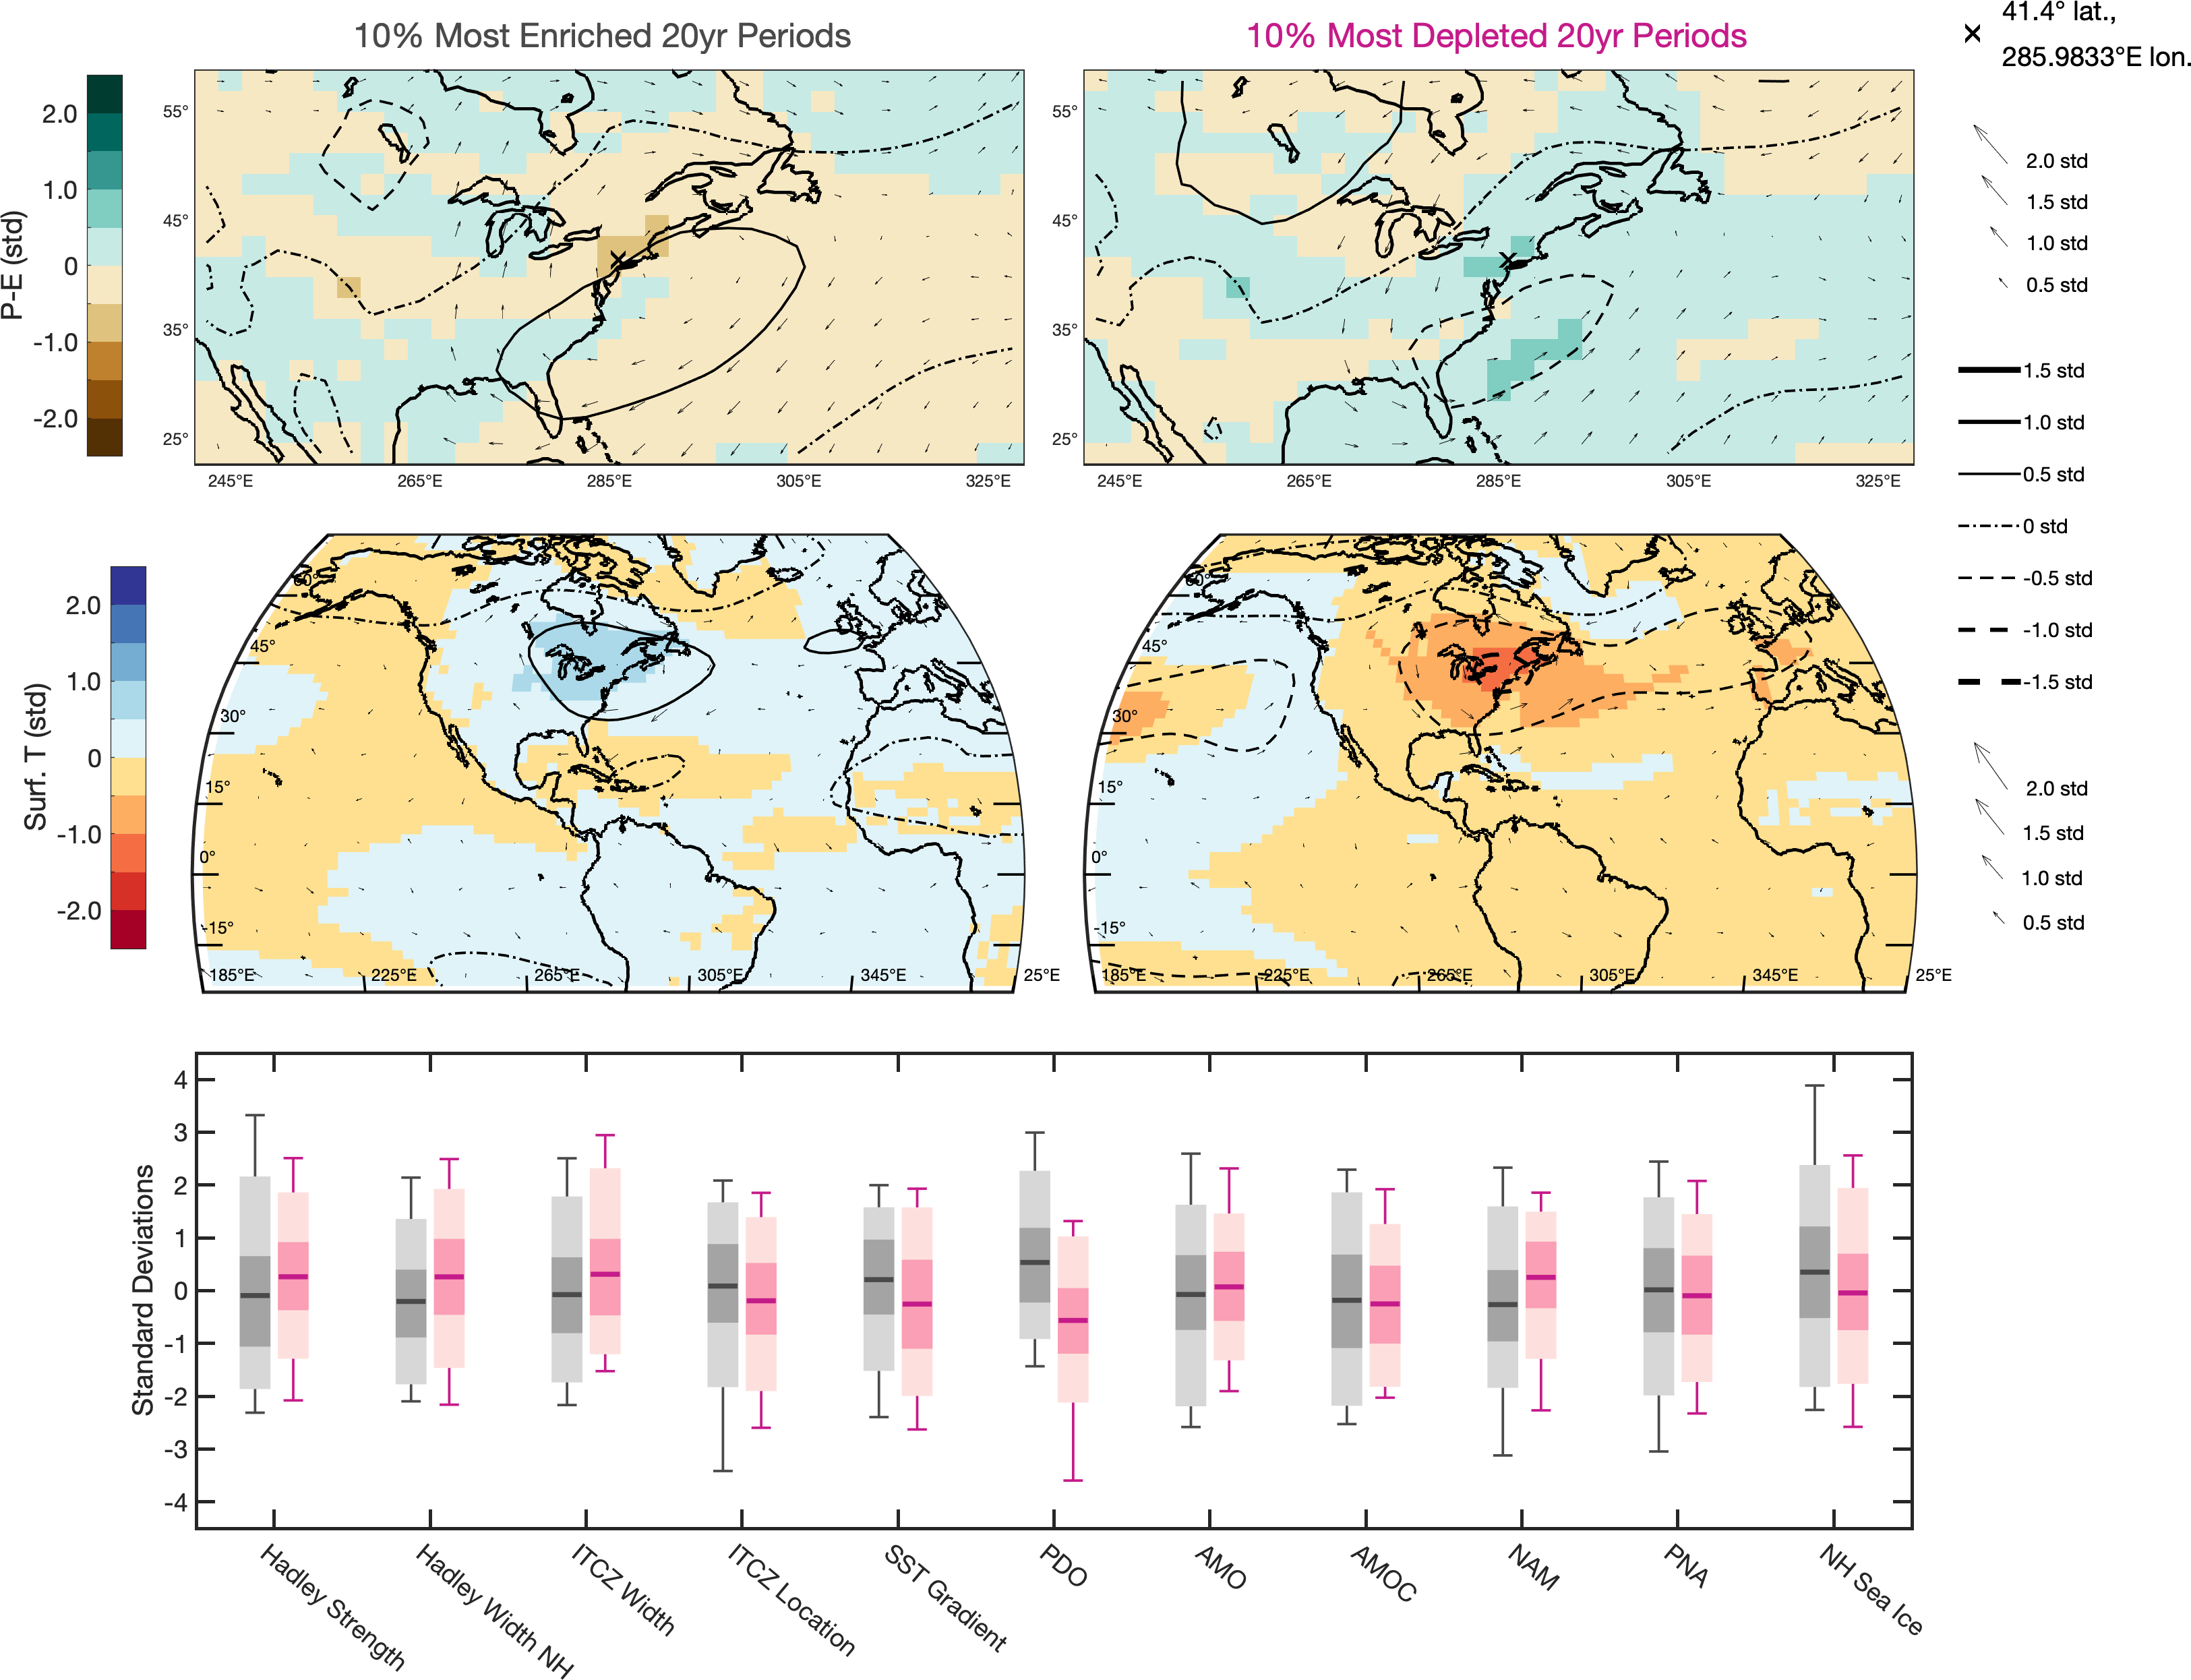 10% Most Enriched 20yr Periods
10% Most Depleted 20yr Periods
41.4° lat.,
285.9833°E lon.
P-E (std)
2.0
1.0
0
-1.0
-2.0
55°
45°
35°
25°
245°E
265°E
285°E
305°E
325°E
55°
45°
35°
25°
245°E
265°E
285°E
305°E
325°E
2.0 std
1.5 std
1.0 std
0.5 std
1.5 std
1.0 std
0.5 std
0 std
-0.5 std
-1.0 std
-1.5 std
2.0 std
1.5 std
1.0 std
0.5 std
Surf. T (std)
2.0
1.0
0
-1.0
-2.0
60°
45°
30°
15°
0°
-15°
185°E
225°E
265°E
305°E
345°E
25°E
60°
45°
30°
15°
0°
-15°
185°E
225°E
265°E
305°E
345°E
25°E
Standard Deviations
4
3
2
1
0
-1
-2
-3
-4
Hadley Strength
Hadley Width NH
ITCZ Width
ITCZ Location
SST Gradient
PDO
AMO
AMOC
NAM
PNA
NH Sea Ice